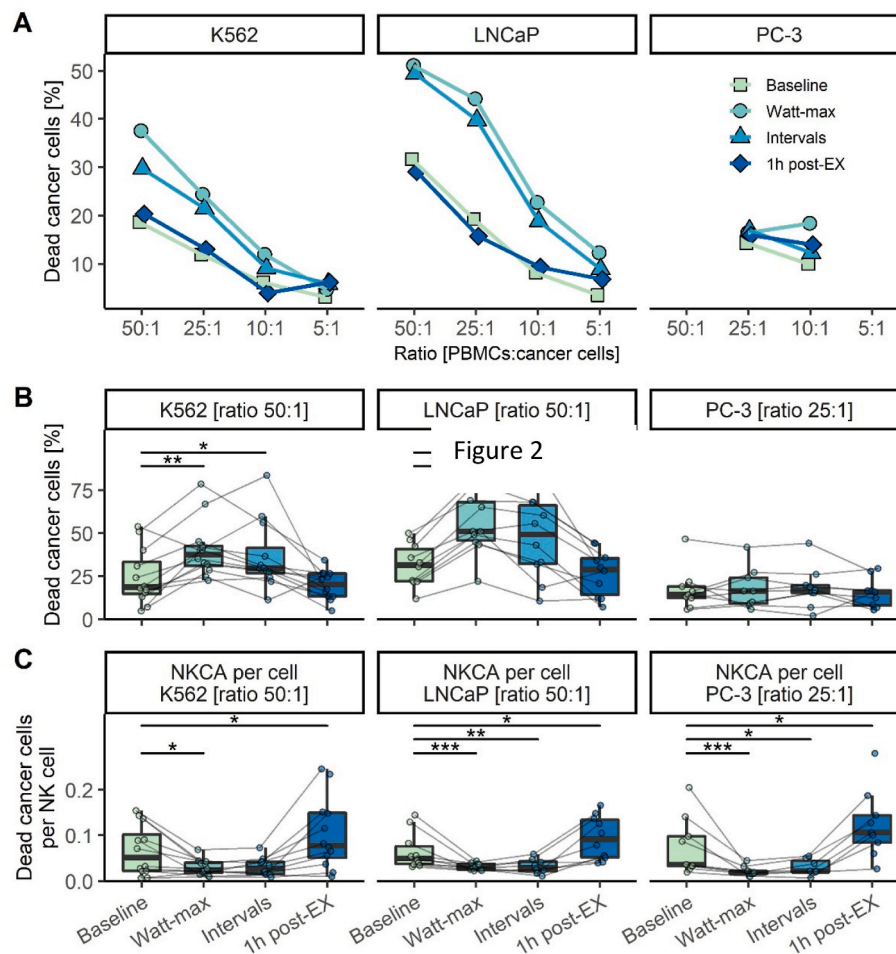 A
K562
LNCaP
PC-3
Dead cancer cells [%]
50
40
30
20
10
Baseline
Watt-max
Intervals
1h post-EX
50:1 25:1 10:1 5:1
50:1 25:1 10:1 5:1
50:1 25:1 10:1 5:1
Ratio [PBMCs:cancer cells]
B
K562 [ratio 50:1]
LNCaP [ratio 50:1]
PC-3 [ratio 25:1]
Dead cancer cells [%]
75
50
25
0
*
**
Figure 2
C
NKCA per cell
K562 [ratio 50:1]
NKCA per cell
LNCaP [ratio 50:1]
NKCA per cell
PC-3 [ratio 25:1]
Dead cancer cells
per NK cell
0.2
0.1
0.0
*
*
*
**
***
*
*
***
Baseline Watt-max Intervals 1h post-EX
Baseline Watt-max Intervals 1h post-EX
Baseline Watt-max Intervals 1h post-EX